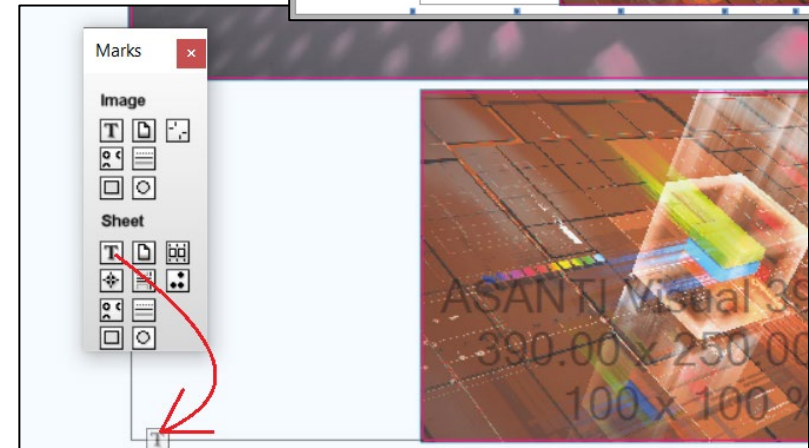 Marks
Image
T
Sheet
T
ASANTI Visual 39
390.00 x 250.00
100 x 100 %
T